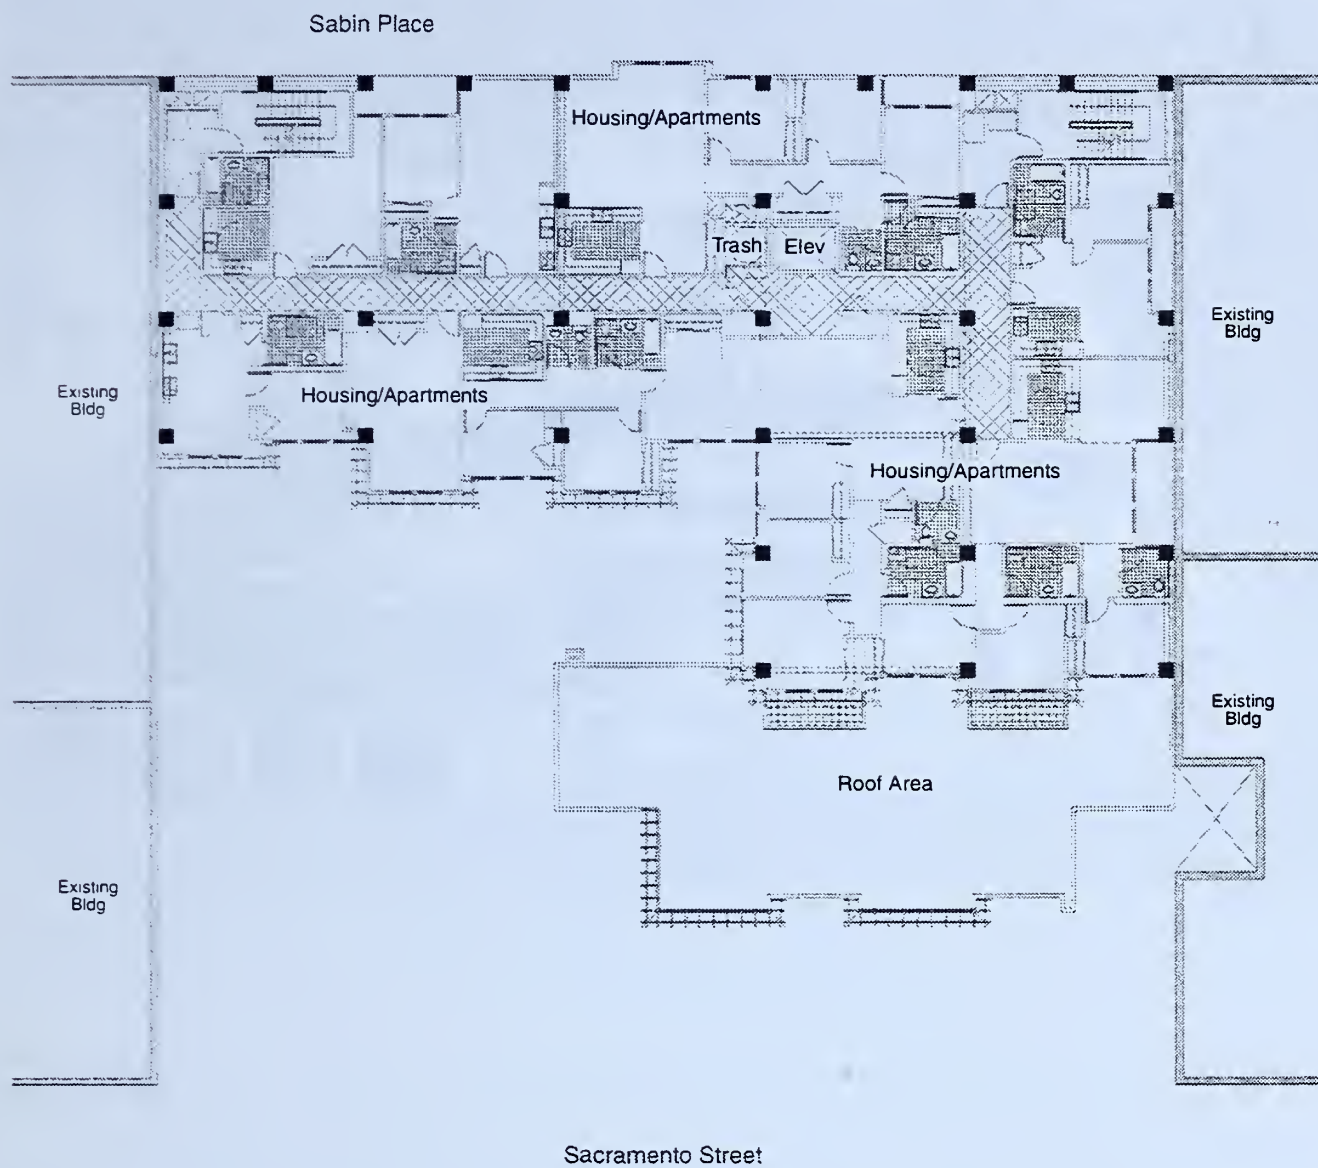 Sabin Place
Housing/Apartments
Trash
Elev
Existing
Bldg
Existing
Bldg
Housing/Apartments
Housing/Apartments
Existing
Bldg
Roof Area
Existing
Bldg
Sacramento Street